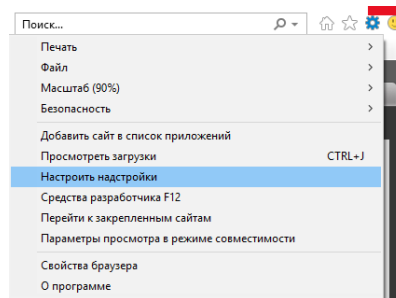 Поиск...
Печать
Файл
Масштаб (90%)
Безопасность
Добавить сайт в список приложений
Просмотреть загрузки CTRL+J
Настроить надстройки
Средства разработчика F12
Перейти к закрепленным сайтам
Параметры просмотра в режиме совместимости
Свойства браузера
О программе